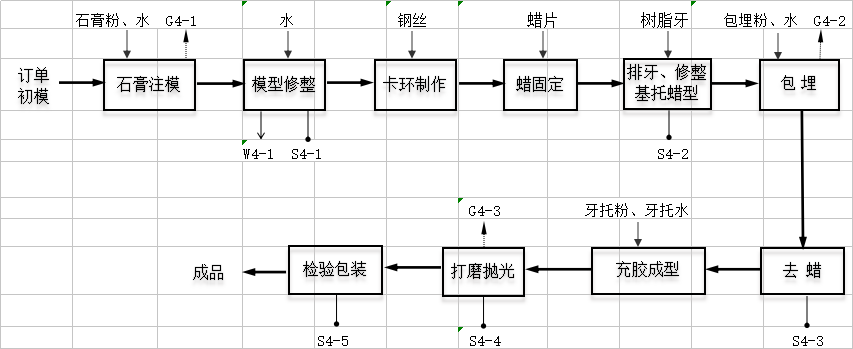 石膏粉、水 G4-1 水 钢丝 蜡片 树脂牙 包埋粉、水 G4-2
订单
初模
石膏注模
模型修整
卡环制作
蜡固定
排牙、修整
基托蜡型
包 埋
W4-1 S4-1 S4-2
G4-3 牙托粉、牙托水
成品
检验包装
打磨抛光
充胶成型
去 蜡
S4-5 S4-4 S4-3